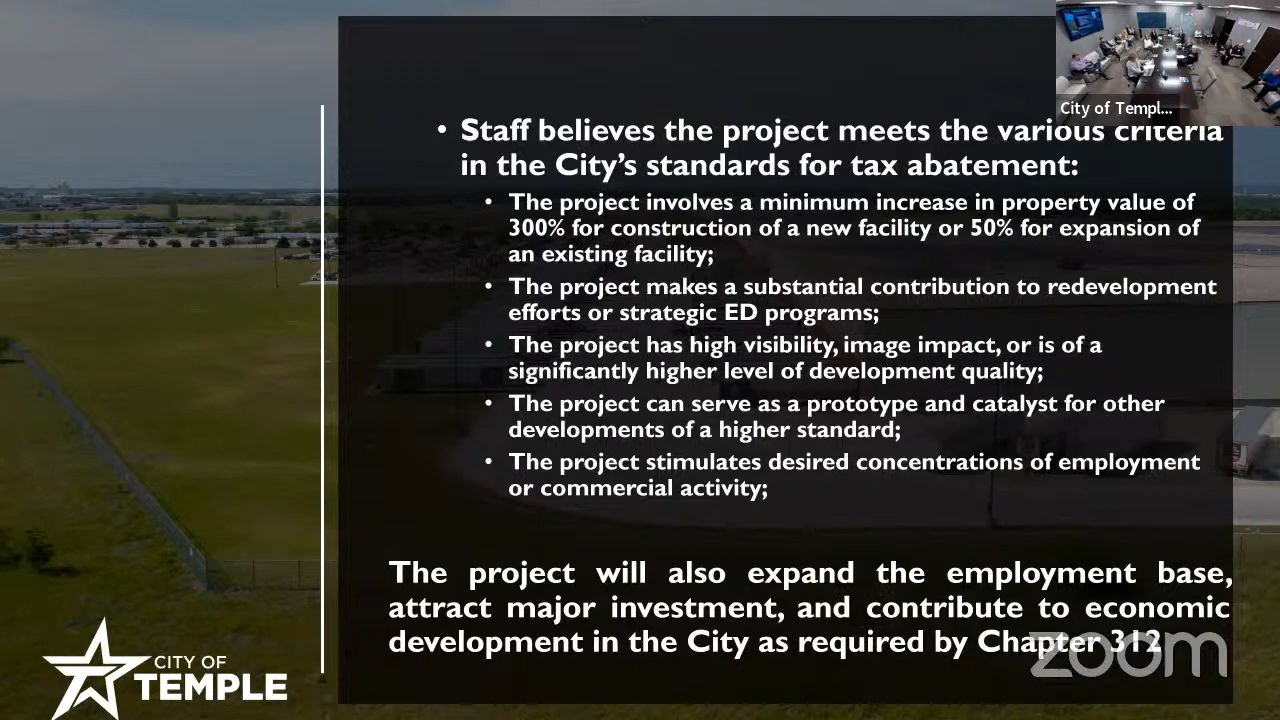 City of Templ...
• Staff believes the project meets the various criteria
in the City’s standards for tax abatement:
• The project involves a minimum increase in property value of
300% for construction of a new facility or 50% for expansion of
an existing facility;
• The project makes a substantial contribution to redevelopment
efforts or strategic ED programs;
• The project has high visibility, image impact, or is of a
significantly higher level of development quality;
• The project can serve as a prototype and catalyst for other
developments of a higher standard;
• The project stimulates desired concentrations of employment
or commercial activity;
The project will also expand the employment base,
attract major investment, and contribute to economic
development in the City as required by Chapter 312
zoom
CITY OF
TEMPLE